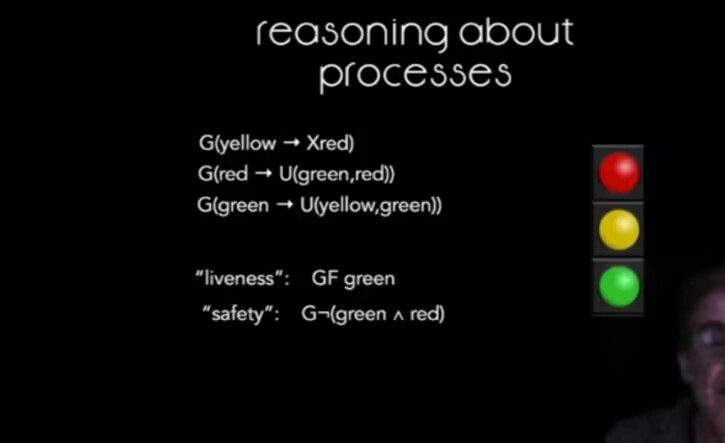 reasoning about
processes
G(yellow → Xred)
G(red → U(green,red))
G(green → U(yellow,green))
“liveness”: GF green
“safety”: G¬(green ∧ red)